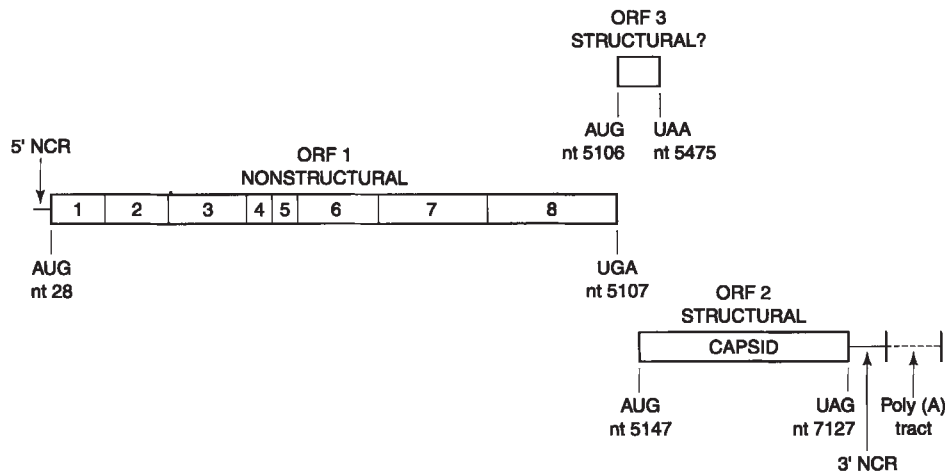 ORF 3
STRUCTURAL?
AUG
nt 5106
UAA
nt 5475
5' NCR
ORF 1
NONSTRUCTURAL
1 2 3 4 5 6 7 8
AUG
nt 28
UGA
nt 5107
ORF 2
STRUCTURAL
CAPSID
AUG
nt 5147
UAG
nt 7127
Poly (A)
tract
3' NCR